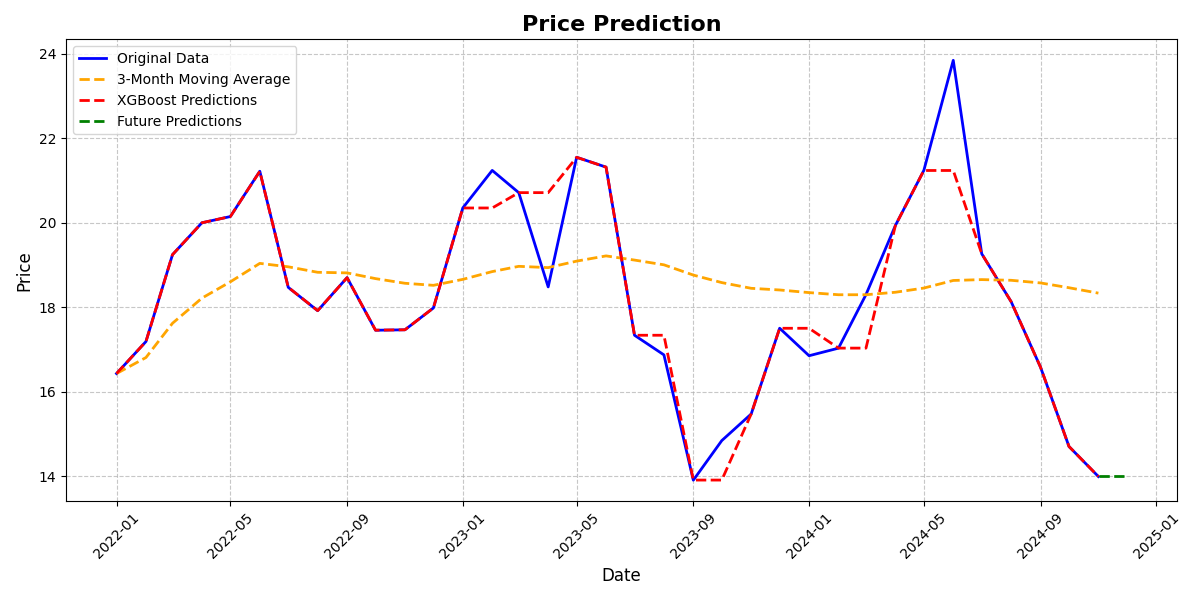 Price Prediction
Original Data
3-Month Moving Average
XGBoost Predictions
Future Predictions
Price
24
22
20
18
16
14
2022-01
2022-05
2022-09
2023-01
2023-05
2023-09
2024-01
2024-05
2024-09
2025-01
Date